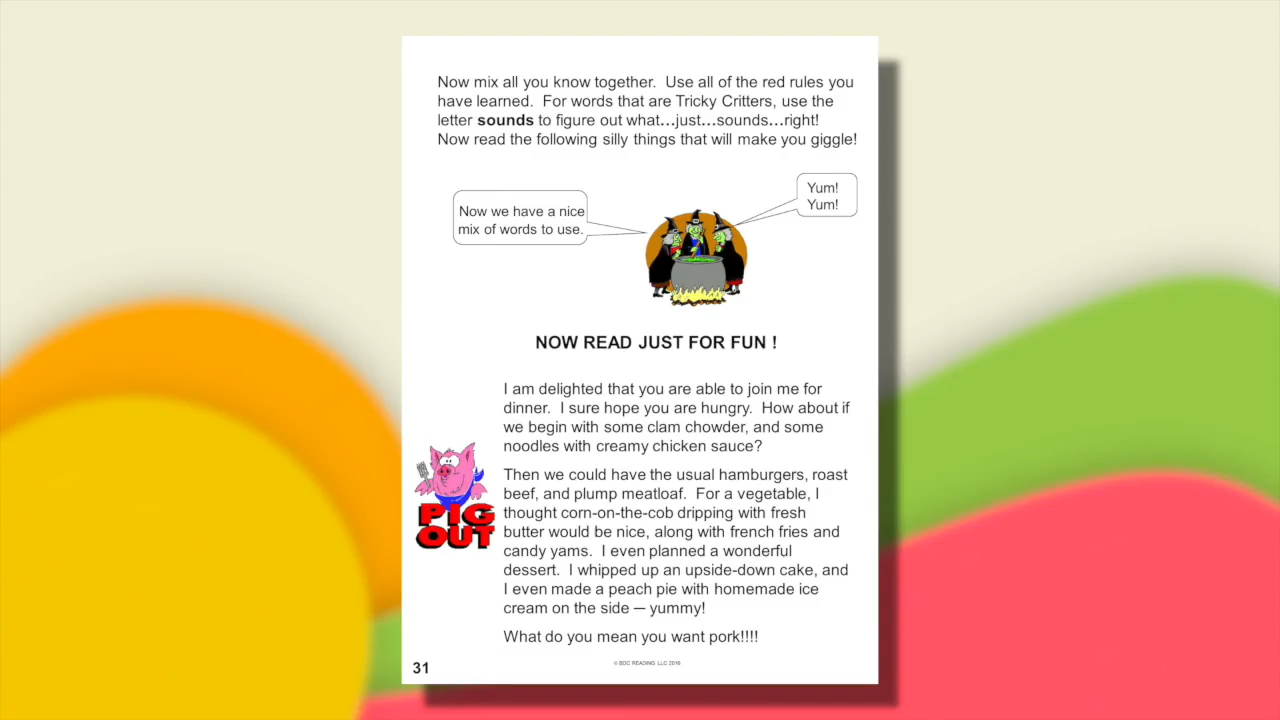 Now mix all you know together. Use all of the red rules you
have learned. For words that are Tricky Critters, use the
letter sounds to figure out what...just...sounds...right!
Now read the following silly things that will make you giggle!
Now we have a nice
mix of words to use.
Yum!
Yum!
NOW READ JUST FOR FUN !
I am delighted that you are able to join me for
dinner. I sure hope you are hungry. How about if
we begin with some clam chowder, and some
noodles with creamy chicken sauce?
Then we could have the usual hamburgers, roast
beef, and plump meatloaf. For a vegetable, I
thought corn-on-the-cob dripping with fresh
butter would be nice, along with french fries and
candy yams. I even planned a wonderful
dessert. I whipped up an upside-down cake, and
I even made a peach pie with homemade ice
cream on the side — yummy!
What do you mean you want pork!!!!
PIG
OUT
31
© BDC READING LLC 2016